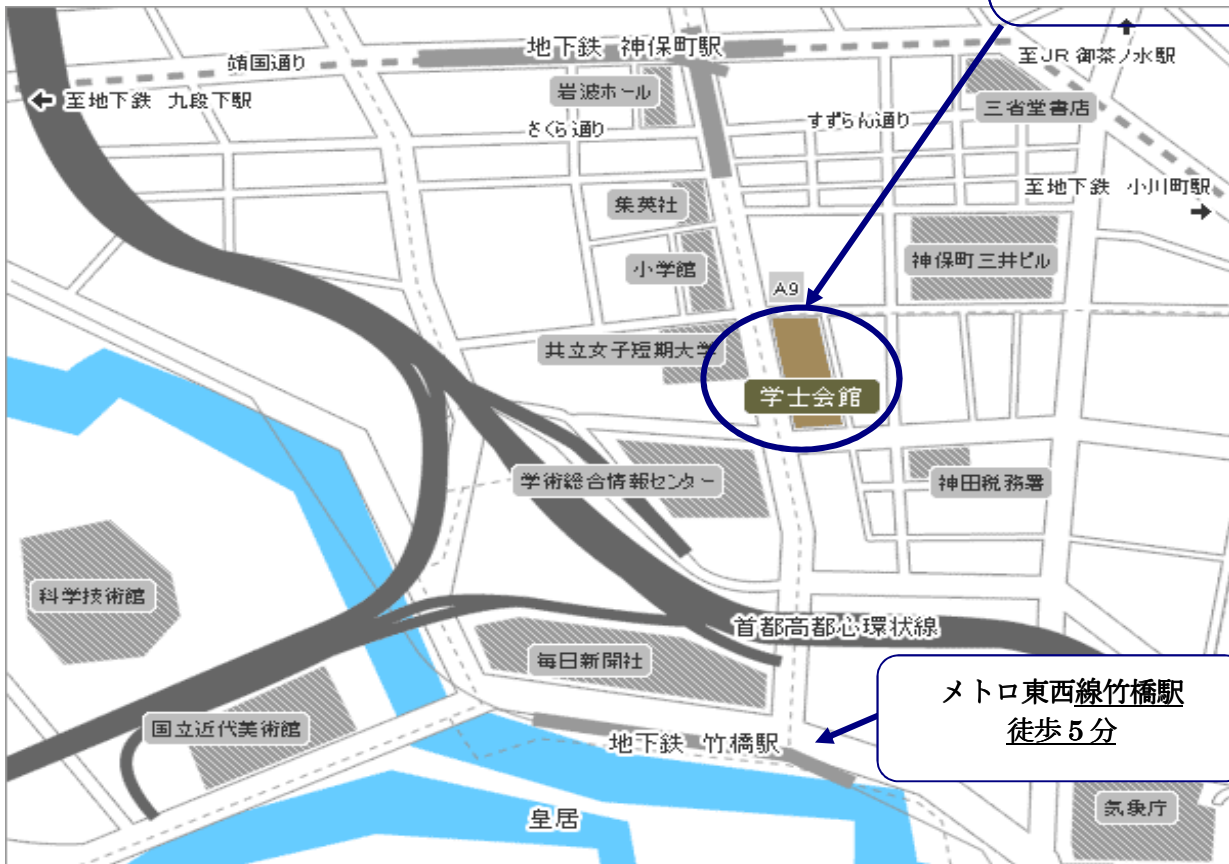 地下鉄 神保町駅
靖国通り
至JR 御茶ノ水駅
至地下鉄 九段下駅
岩波ホール
三省堂書店
さくら通り
すずらん通り
至地下鉄 小川町駅
集英社
神保町三井ビル
小学館
A9
共立女子短期大学
学士会館
学術総合情報センター
神田税務署
科学技術館
首都高都心環状線
毎日新聞社
メトロ東西線竹橋駅
徒歩5分
国立近代美術館
地下鉄 竹橋駅
皇居
気象庁